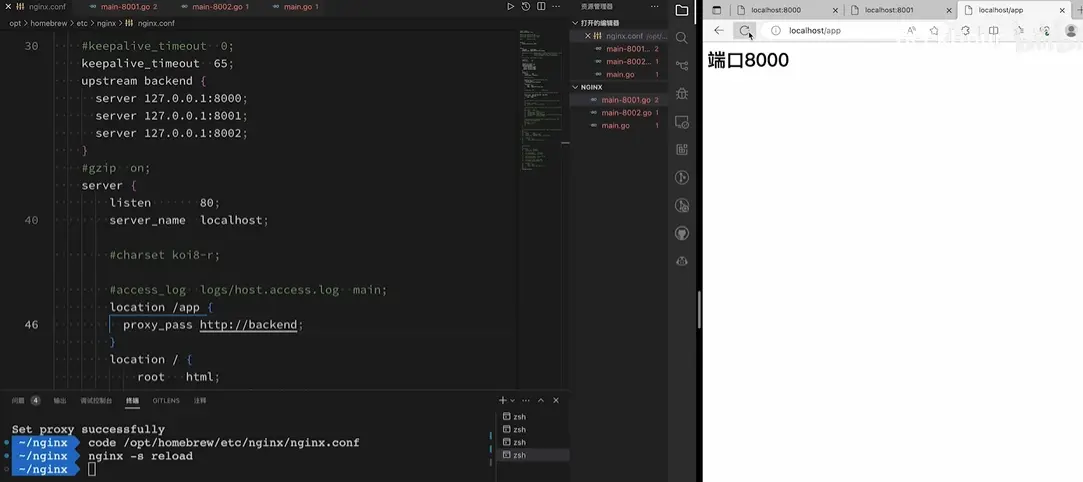 nginx.conf
main-8001.go 2
main-8002.go 1
main.go 1
opt > homebrew > etc > nginx > nginx.conf
30 #keepalive_timeout 0;
keepalive_timeout 65;
upstream backend {
server 127.0.0.1:8000;
server 127.0.0.1:8001;
server 127.0.0.1:8002;
}
#gzip on;
server {
listen 80;
40 server_name localhost;
#charset koi8-r;
#access_log logs/host.access.log main;
location /app {
46 proxy_pass http://backend;
}
location / {
root html;
问题 4 输出 调试控制台 终端 GITLENS 注释
Set proxy successfully
~/nginx code /opt/homebrew/etc/nginx/nginx.conf
~/nginx nginx -s reload
~/nginx
zsh
zsh
zsh
zsh
资源管理器
打开的编辑器
nginx.conf /opt/...
main-8001... 2
main-8002... 1
main.go 1
NGINX
main-8001.go 2
main-8002.go 1
main.go 1
localhost:8000
localhost:8001
localhost/app
localhost/app
端口8000